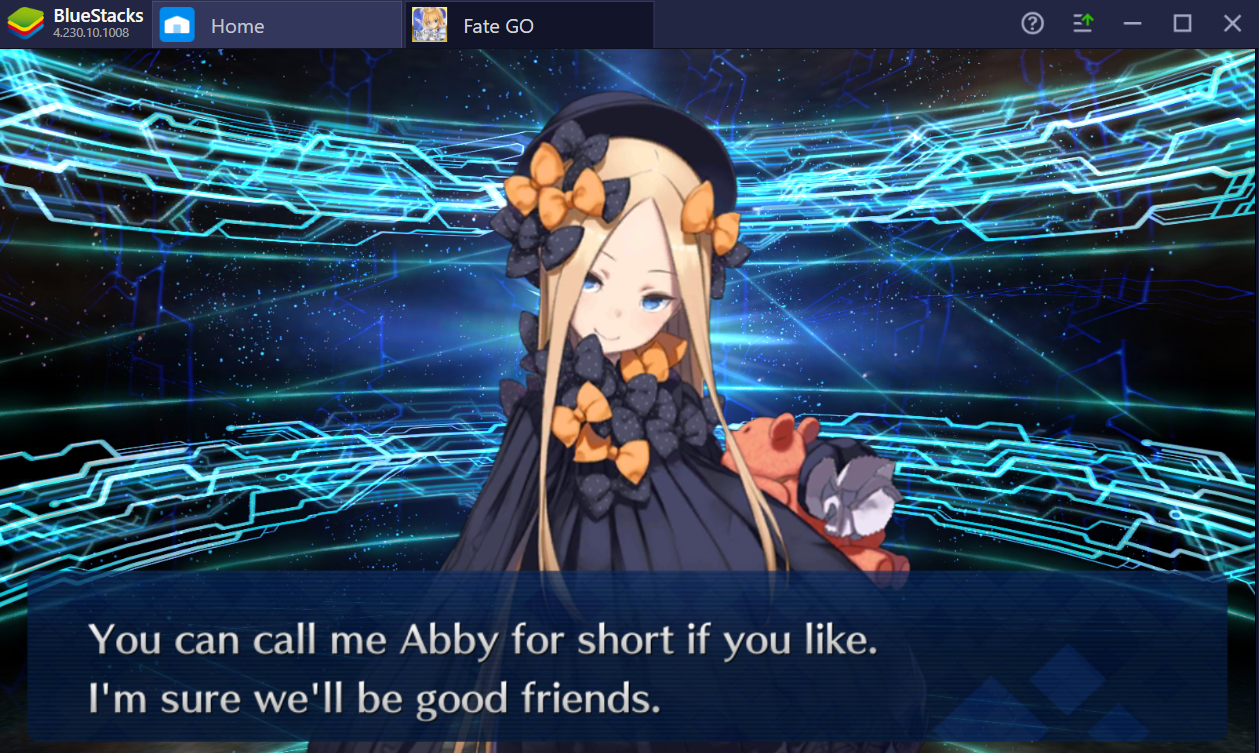 BlueStacks
4.230.10.1008
Home
Fate GO
You can call me Abby for short if you like.
I'm sure we'll be good friends.